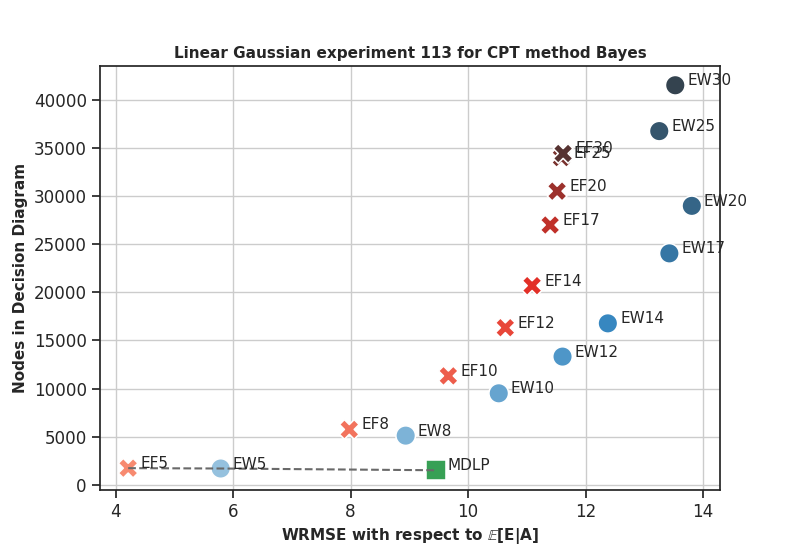 Linear Gaussian experiment 113 for CPT method Bayes
Nodes in Decision Diagram
40000
35000
30000
25000
20000
15000
10000
5000
0
EW30
EW25
EF30
EF25
EF20
EW20
EF17
EW17
EF14
EW14
EF12
EW12
EF10
EW10
EF8
EW8
EF5
EW5
MDLP
4
6
8
10
12
14
WRMSE with respect to 𝔼[E|A]